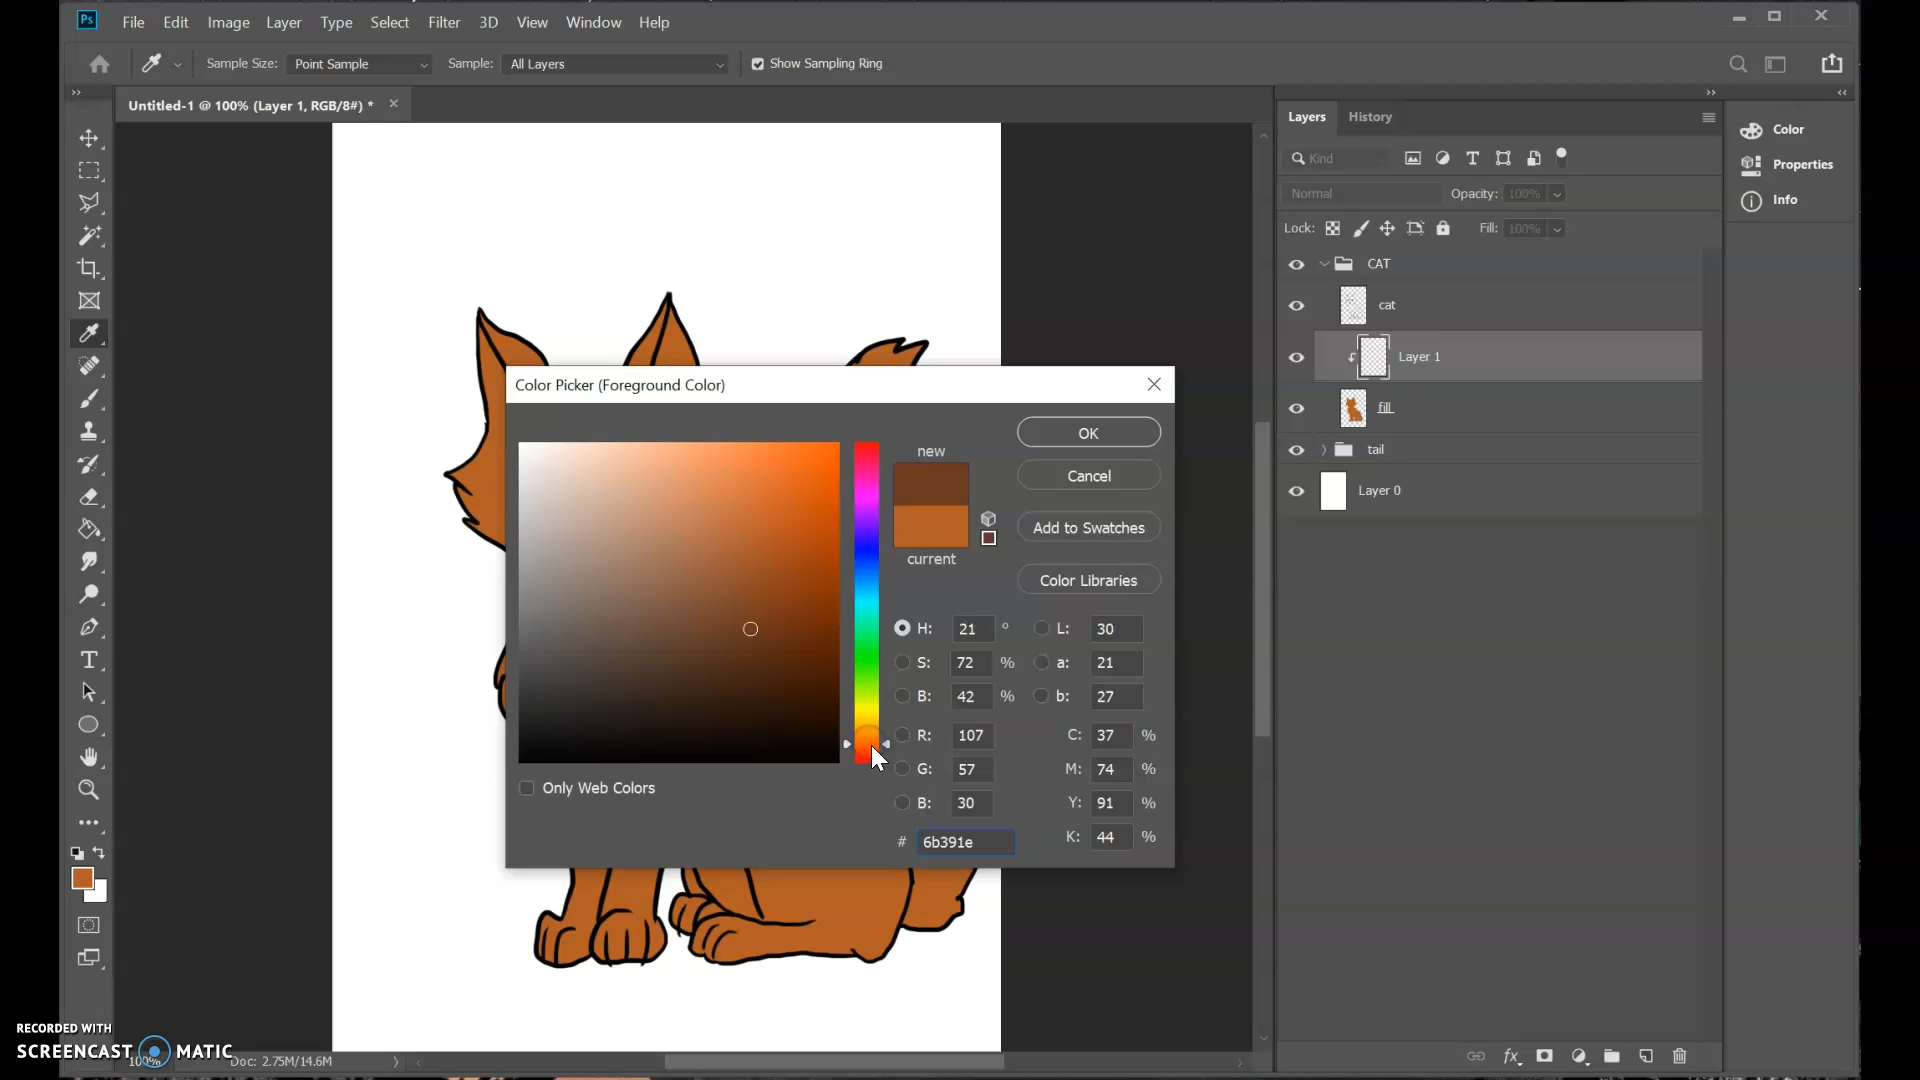 Ps File Edit Image Layer Type Select Filter 3D View Window Help
Sample Size: Point Sample Sample: All Layers Show Sampling Ring
Untitled-1 @ 100% (Layer 1, RGB/8#) *
Layers History
Kind
Normal Opacity: 100%
Lock: Fill: 100%
CAT
cat
Layer 1
fill
tail
Layer 0
Color
Properties
Info
Color Picker (Foreground Color)
new
current
OK
Cancel
Add to Swatches
Color Libraries
H: 21 ° L: 30
S: 72 % a: 21
B: 42 % b: 27
R: 107 C: 37 %
G: 57 M: 74 %
B: 30 Y: 91 %
# 6b391e K: 44 %
Only Web Colors
RECORDED WITH
SCREENCAST MATIC
100% Doc: 2.75M/14.6M
fx